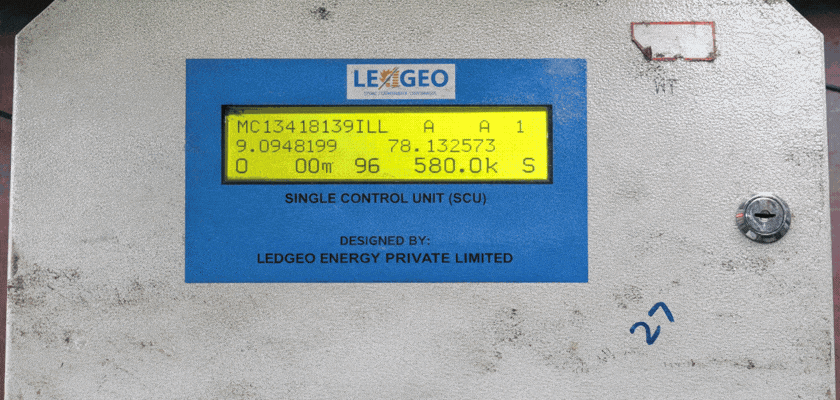 LEDGEO
MC13418139ILL A A 1
9.0948199 78.132573
0 00m 96 580.0k S
SINGLE CONTROL UNIT (SCU)
DESIGNED BY:
LEDGEO ENERGY PRIVATE LIMITED
WT
27